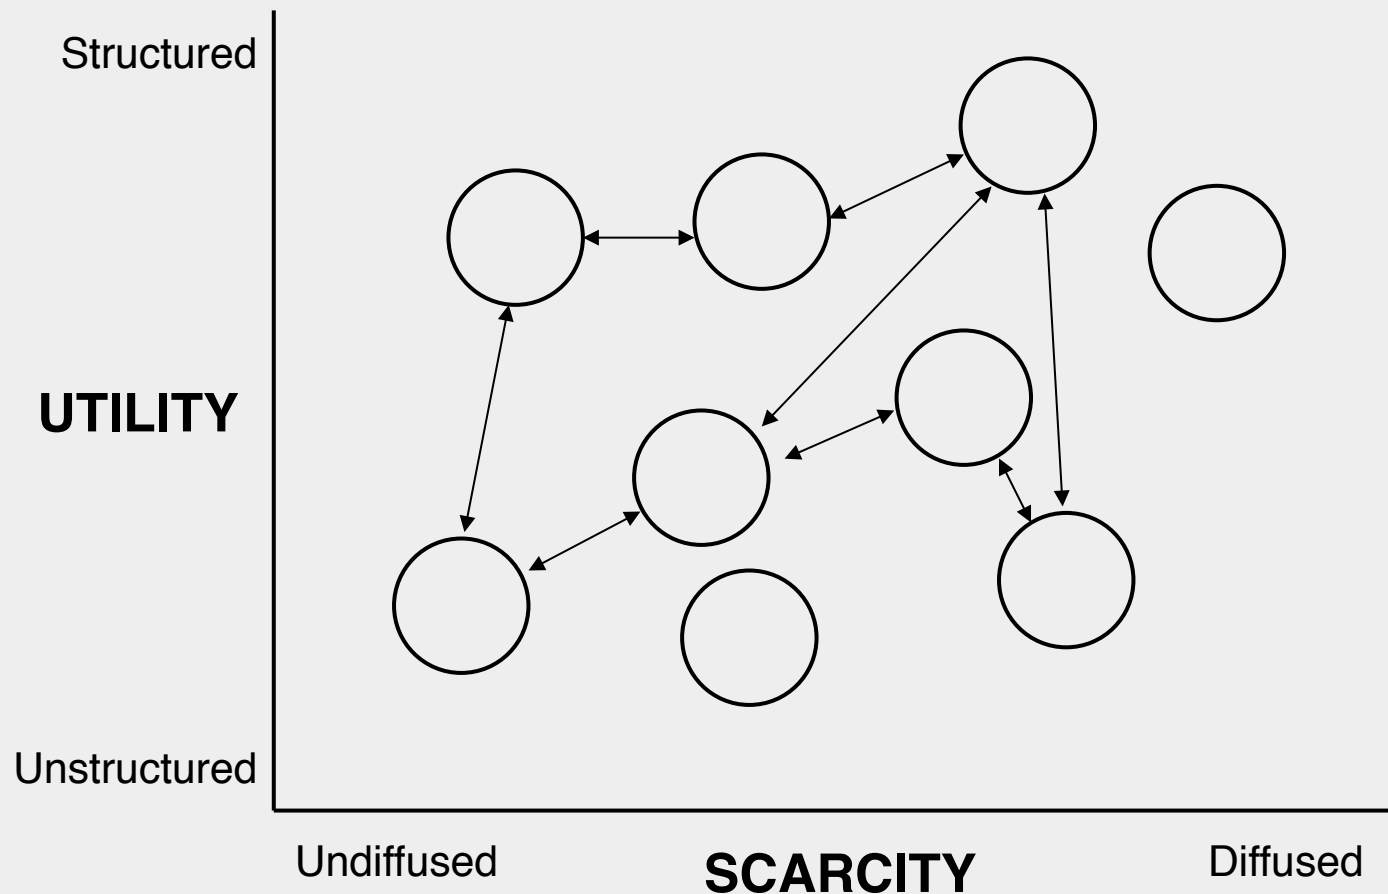 Structured
UTILITY
Unstructured
Undiffused
SCARCITY
Diffused